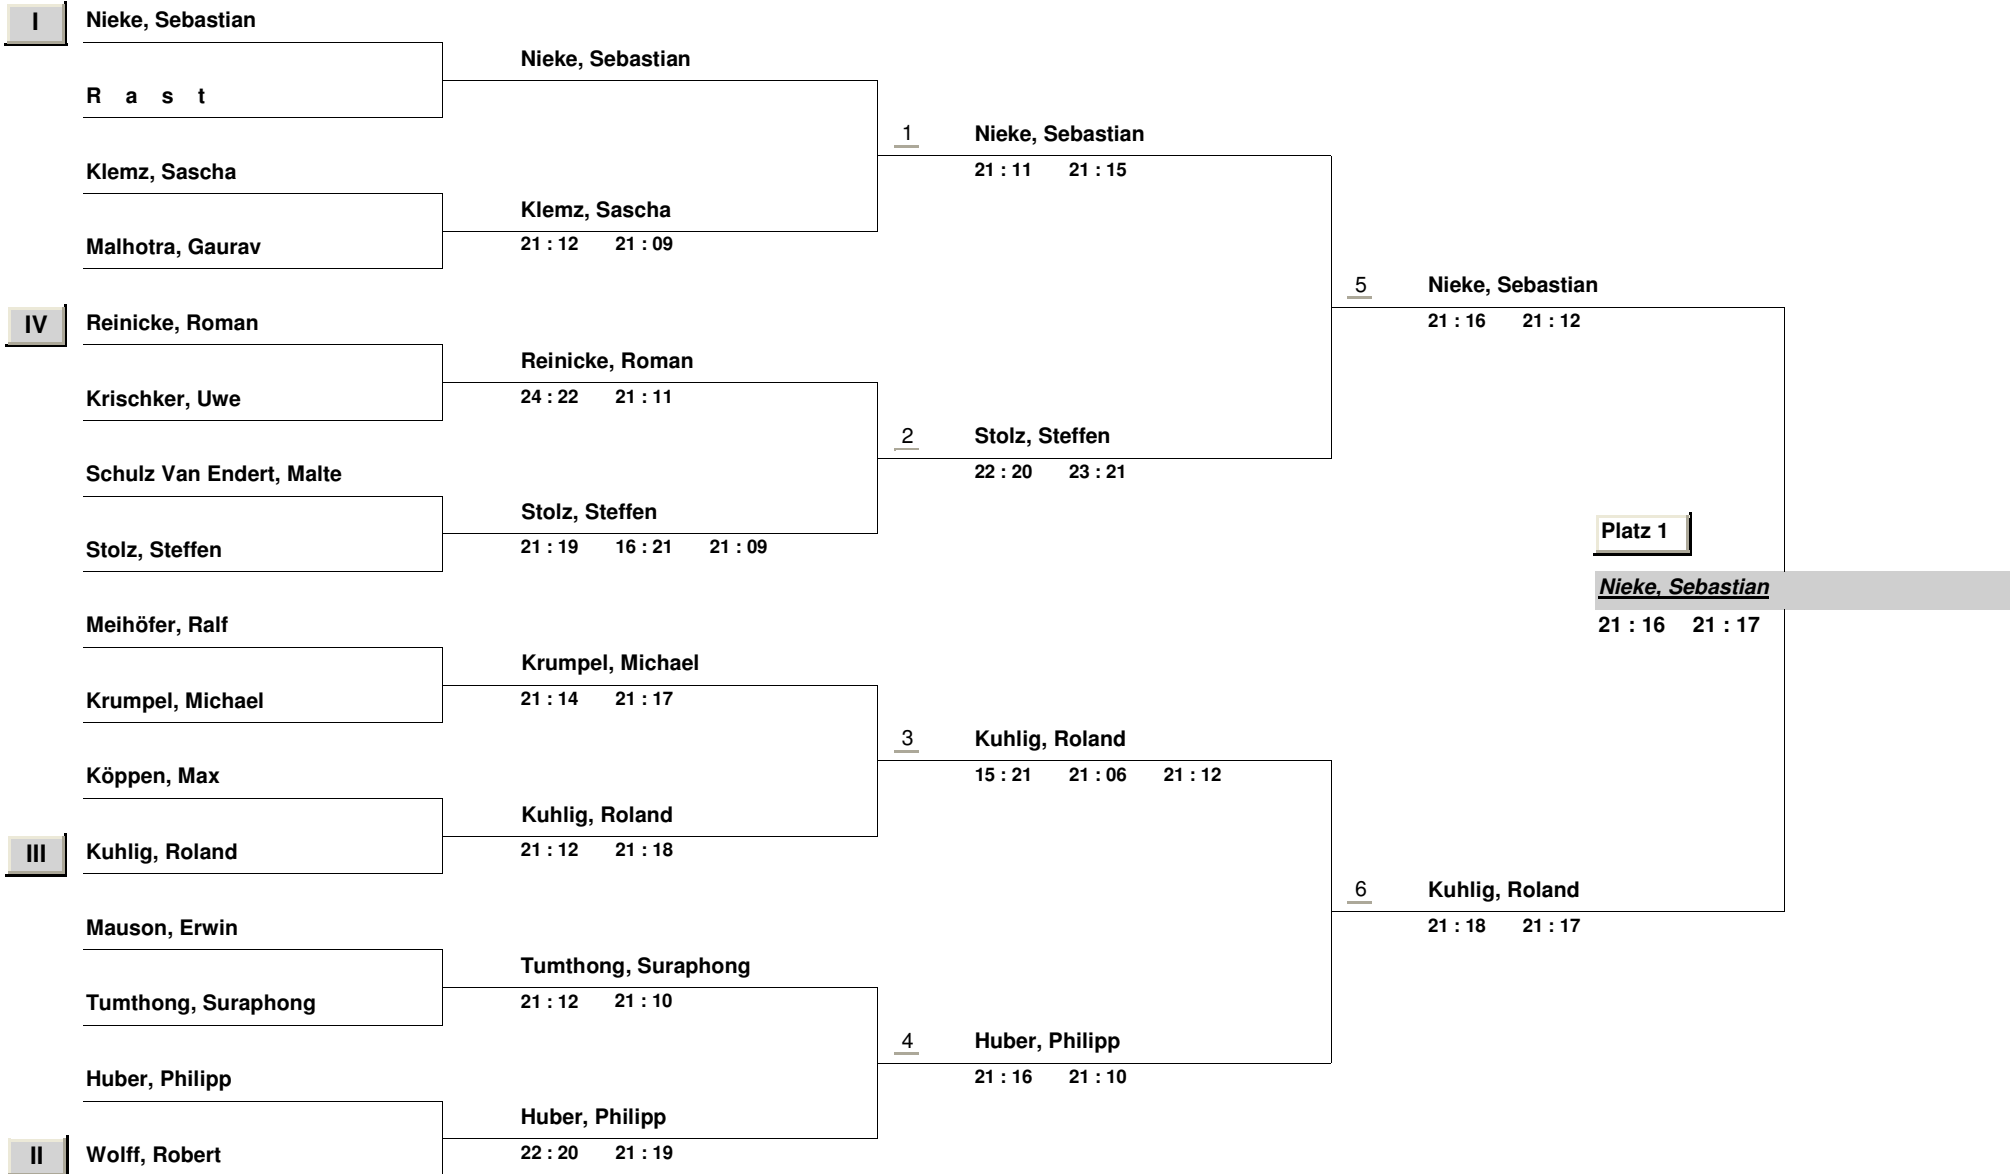 I Nieke, Sebastian
Nieke, Sebastian
R a s t
1 Nieke, Sebastian
21 : 11 21 : 15
Klemz, Sascha
Klemz, Sascha
21 : 12 21 : 09
Malhotra, Gaurav
5 Nieke, Sebastian
21 : 16 21 : 12
IV Reinicke, Roman
Reinicke, Roman
24 : 22 21 : 11
Krischker, Uwe
2 Stolz, Steffen
22 : 20 23 : 21
Schulz Van Endert, Malte
Stolz, Steffen
21 : 19 16 : 21 21 : 09
Stolz, Steffen
Platz 1
Nieke, Sebastian
21 : 16 21 : 17
Meihöfer, Ralf
Krumpel, Michael
21 : 14 21 : 17
Krumpel, Michael
3 Kuhlig, Roland
15 : 21 21 : 06 21 : 12
Köppen, Max
Kuhlig, Roland
21 : 12 21 : 18
III Kuhlig, Roland
6 Kuhlig, Roland
21 : 18 21 : 17
Mauson, Erwin
Tumthong, Suraphong
21 : 12 21 : 10
Tumthong, Suraphong
4 Huber, Philipp
21 : 16 21 : 10
Huber, Philipp
Huber, Philipp
22 : 20 21 : 19
II Wolff, Robert